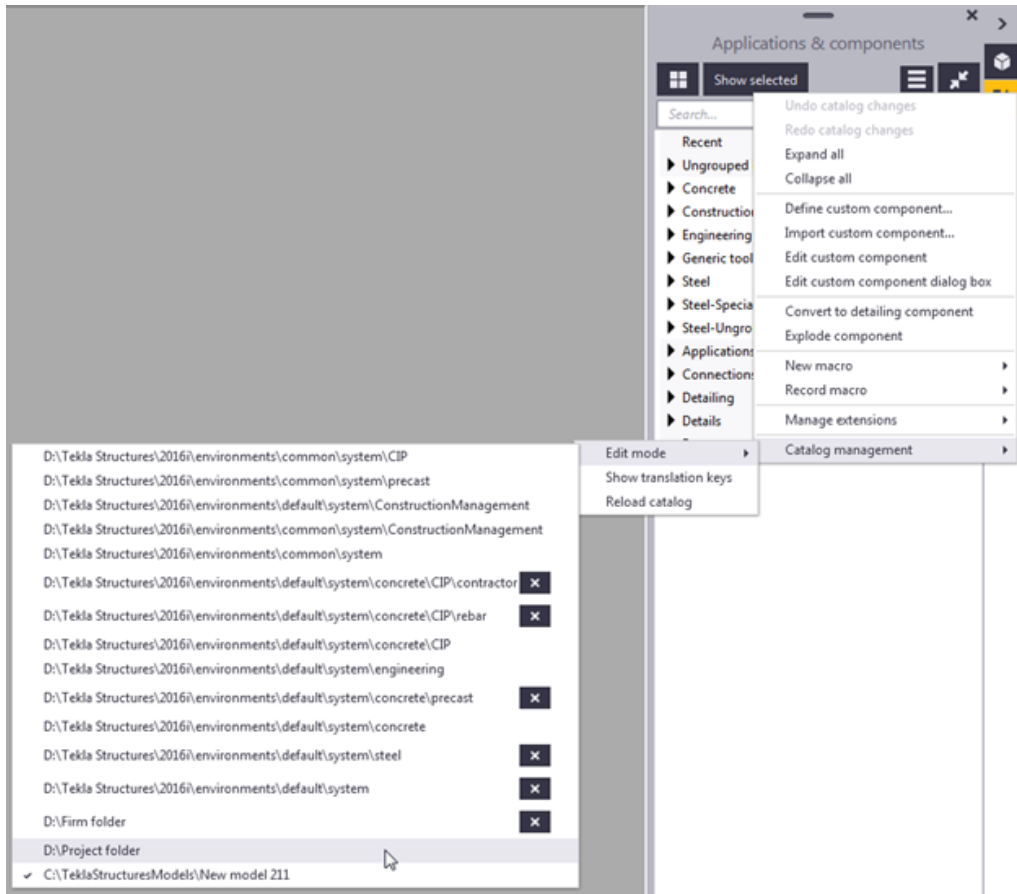 Applications & components
Show selected
Search...
Recent
Ungrouped
Concrete
Construction
Engineering
Generic tool
Steel
Steel-Specia
Steel-Ungro
Applications
Connections
Detailing
Details
Undo catalog changes
Redo catalog changes
Expand all
Collapse all
Define custom component...
Import custom component...
Edit custom component
Edit custom component dialog box
Convert to detailing component
Explode component
New macro
Record macro
Manage extensions
Catalog management
Edit mode
Show translation keys
Reload catalog
D:\Tekla Structures\2016i\environments\common\system\CIP
D:\Tekla Structures\2016i\environments\common\system\precast
D:\Tekla Structures\2016i\environments\default\system\ConstructionManagement
D:\Tekla Structures\2016i\environments\common\system\ConstructionManagement
D:\Tekla Structures\2016i\environments\common\system
D:\Tekla Structures\2016i\environments\default\system\concrete\CIP\contractor
D:\Tekla Structures\2016i\environments\default\system\concrete\CIP\rebar
D:\Tekla Structures\2016i\environments\default\system\concrete\CIP
D:\Tekla Structures\2016i\environments\default\system\engineering
D:\Tekla Structures\2016i\environments\default\system\concrete\precast
D:\Tekla Structures\2016i\environments\default\system\concrete
D:\Tekla Structures\2016i\environments\default\system\steel
D:\Tekla Structures\2016i\environments\default\system
D:\Firm folder
D:\Project folder
C:\TeklaStructuresModels\New model 211